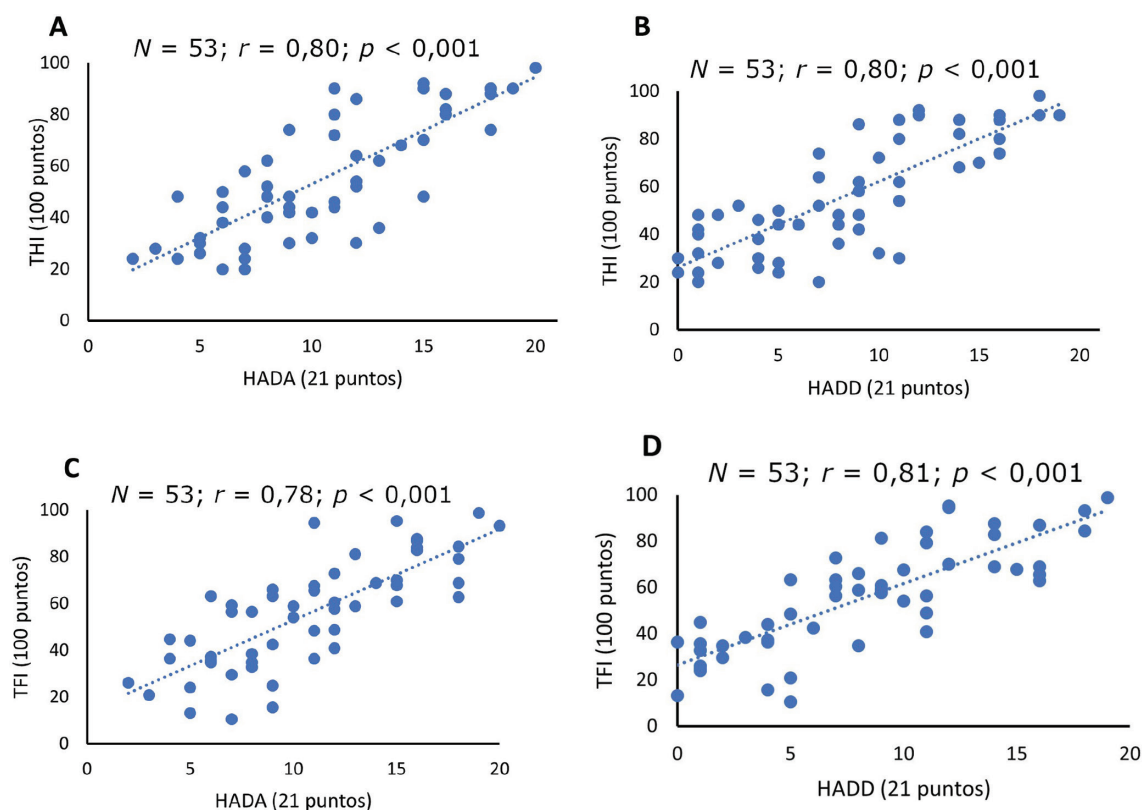 A
N = 53; r = 0,80; p < 0,001
100
80
60
40
20
0
THI (100 puntos)
0 5 10 15 20
HADA (21 puntos)
B
N = 53; r = 0,80; p < 0,001
100
80
60
40
20
0
THI (100 puntos)
0 5 10 15 20
HADD (21 puntos)
C
N = 53; r = 0,78; p < 0,001
100
80
60
40
20
0
TFI (100 puntos)
0 5 10 15 20
HADA (21 puntos)
D
N = 53; r = 0,81; p < 0,001
100
80
60
40
20
0
TFI (100 puntos)
0 5 10 15 20
HADD (21 puntos)